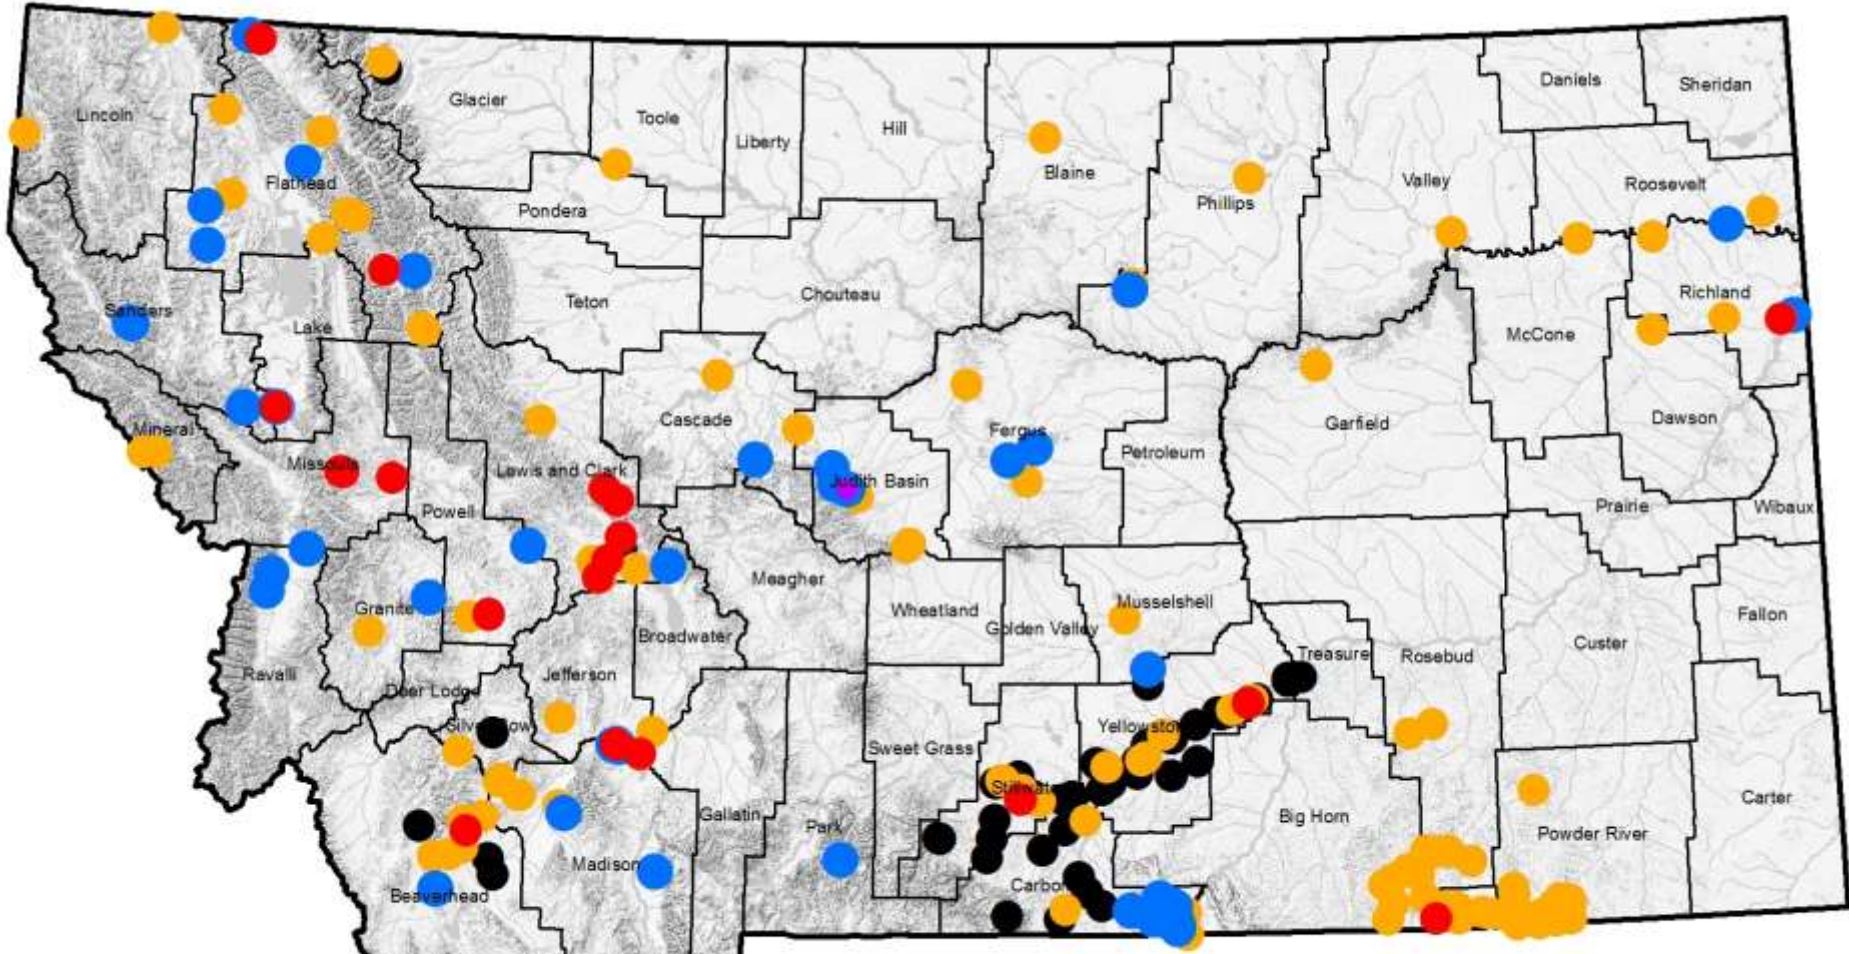 Daniels
Sheridan
Glacier
Lincoln
Toole
Hill
Liberty
Blaine
Valley
Flathead
Roosevelt
Phillips
Pondera
Richland
Chouteau
Teton
Sanders
Lake
McCone
Cascade
Dawson
Garfield
Mineral
Fergus
Petroleum
Missoula
Lewis and Clark
Judith Basin
Prairie
Wibaux
Powell
Meagher
Musselshell
Granite
Wheatland
Fallon
Golden Valley
Broadwater
Custer
Treasure
Rosebud
Ravalli
Jefferson
Deer Lodge
Silver Bow
Yellowstone
Sweet Grass
Stillwater
Carter
Gallatin
Big Horn
Park
Powder River
Madison
Carbon
Beaverhead